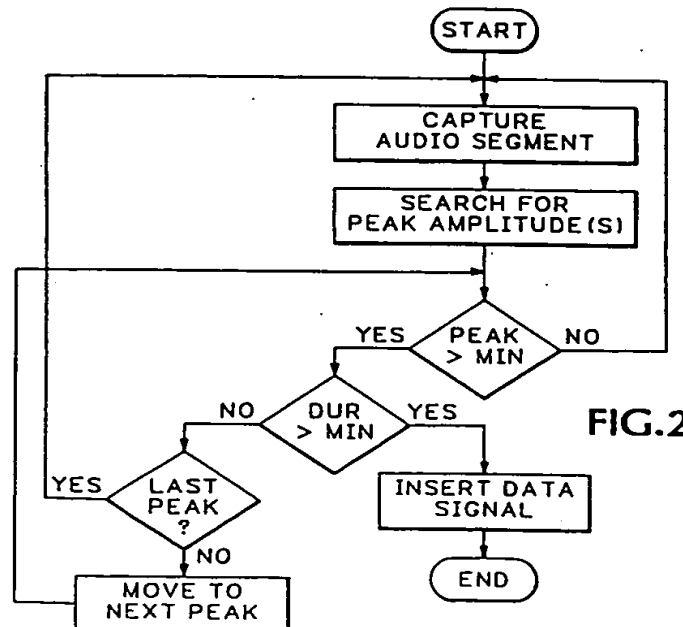 START
CAPTURE
AUDIO SEGMENT
SEARCH FOR
PEAK AMPLITUDE(S)
YES
PEAK
> MIN
NO
NO
DUR
> MIN
YES
FIG.2
YES
LAST
PEAK
?
INSERT DATA
SIGNAL
NO
MOVE TO
NEXT PEAK
END